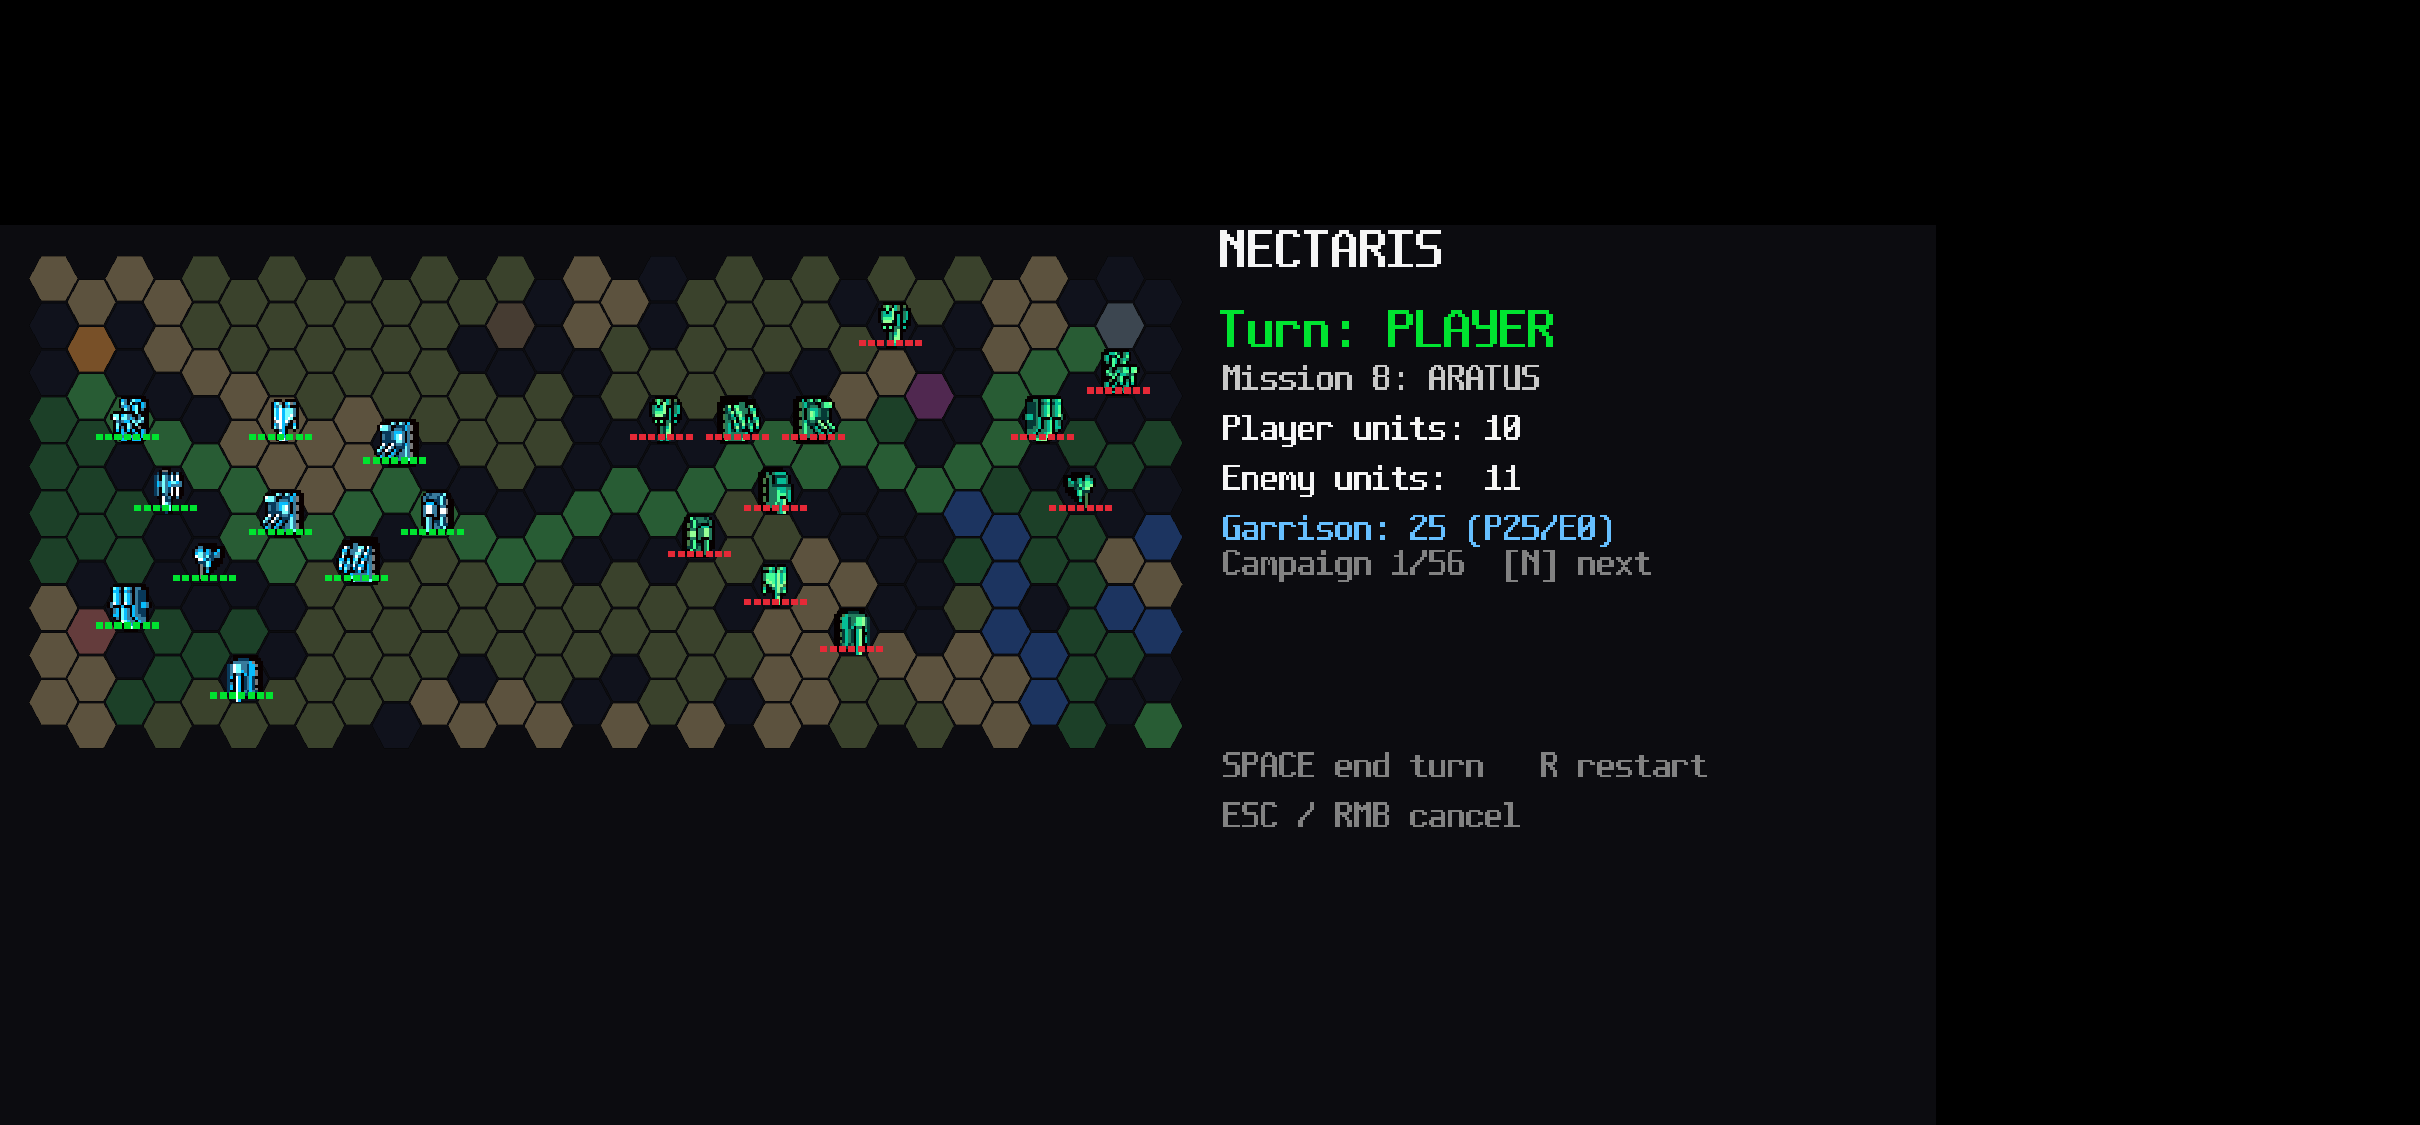 NECTARIS
Turn: PLAYER
Mission 8: ARATUS
Player units: 10
Enemy units:  11
Garrison: 25 (P25/E0)
Campaign 1/56  [N] next
SPACE end turn   R restart
ESC / RMB cancel